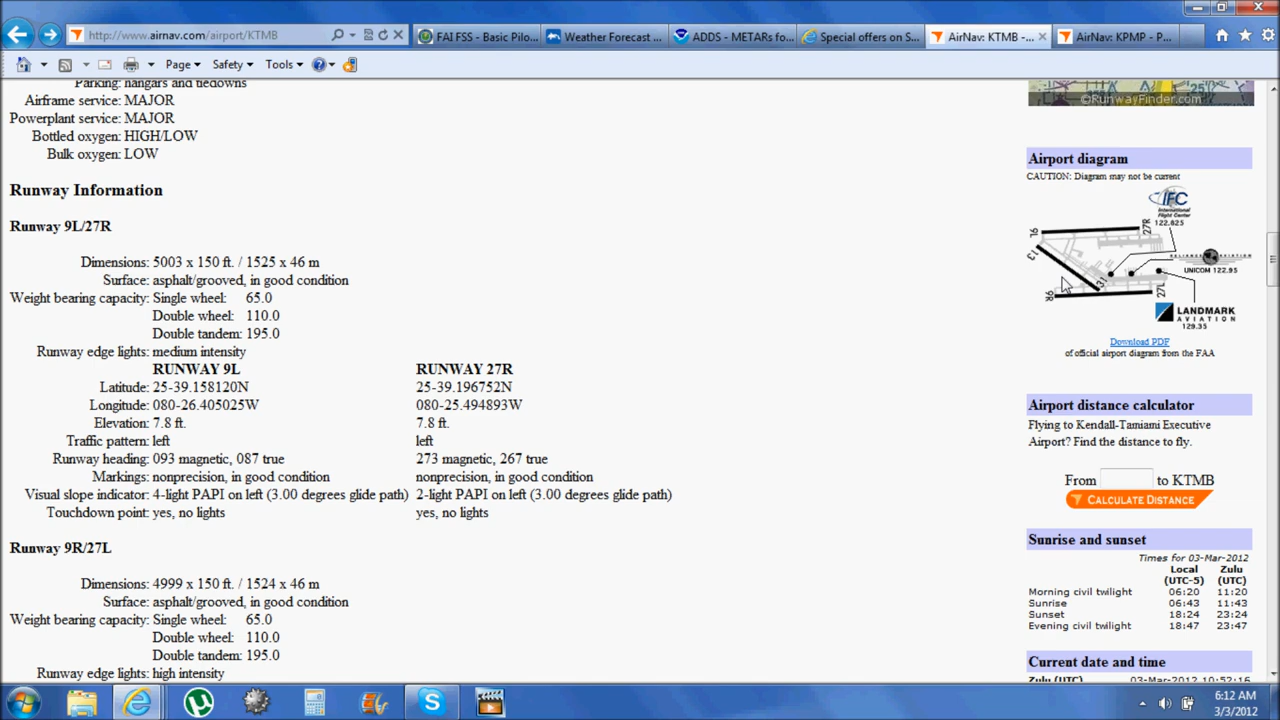 http://www.airnav.com/airport/KTMB
FAI FSS - Basic Pilo...
Weather Forecast ...
ADDS - METARs fo...
Special offers on S...
AirNav: KTMB -...
AirNav: KPMP - P...
Page
Safety
Tools
Parking: hangars and tiedowns
Airframe service: MAJOR
Powerplant service: MAJOR
Bottled oxygen: HIGH/LOW
Bulk oxygen: LOW
Runway Information
Runway 9L/27R
Dimensions: 5003 x 150 ft. / 1525 x 46 m
Surface: asphalt/grooved, in good condition
Weight bearing capacity: Single wheel: 65.0
Double wheel: 110.0
Double tandem: 195.0
Runway edge lights: medium intensity
RUNWAY 9L RUNWAY 27R
Latitude: 25-39.158120N 25-39.196752N
Longitude: 080-26.405025W 080-25.494893W
Elevation: 7.8 ft. 7.8 ft.
Traffic pattern: left left
Runway heading: 093 magnetic, 087 true 273 magnetic, 267 true
Markings: nonprecision, in good condition nonprecision, in good condition
Visual slope indicator: 4-light PAPI on left (3.00 degrees glide path) 2-light PAPI on left (3.00 degrees glide path)
Touchdown point: yes, no lights yes, no lights
Runway 9R/27L
Dimensions: 4999 x 150 ft. / 1524 x 46 m
Surface: asphalt/grooved, in good condition
Weight bearing capacity: Single wheel: 65.0
Double wheel: 110.0
Double tandem: 195.0
Runway edge lights: high intensity
©RunwayFinder.com
Airport diagram
CAUTION: Diagram may not be current
IFC
International
Flight Center
122.825
9L
27R
13
31
9R
27L
UNICOM 122.95
LANDMARK
AVIATION
129.35
Download PDF
of official airport diagram from the FAA
Airport distance calculator
Flying to Kendall-Tamiami Executive
Airport? Find the distance to fly.
From to KTMB
CALCULATE DISTANCE
Sunrise and sunset
Times for 03-Mar-2012
Local Zulu
(UTC-5) (UTC)
Morning civil twilight 06:20 11:20
Sunrise 06:43 11:43
Sunset 18:24 23:24
Evening civil twilight 18:47 23:47
Current date and time
Zulu (UTC) 03-Mar-2012 10:52:16
6:12 AM
3/3/2012